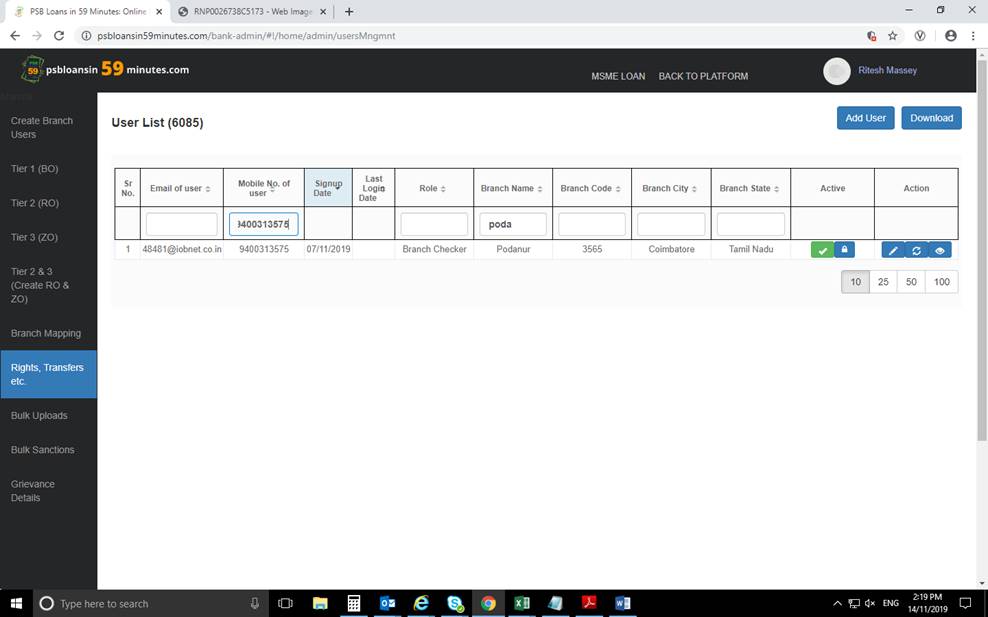 PSB Loans in 59 Minutes: Online
RNP0026738C5173 - Web Image
psbloansin59minutes.com/bank-admin/#!/home/admin/usersMngmnt
psbloansin 59 minutes.com
MSME LOAN
BACK TO PLATFORM
Ritesh Massey
Create Branch
Users
Tier 1 (BO)
Tier 2 (RO)
Tier 3 (ZO)
Tier 2 & 3
(Create RO &
ZO)
Branch Mapping
Rights, Transfers
etc.
Bulk Uploads
Bulk Sanctions
Grievance
Details
User List (6085)
Add User
Download
Sr
No.
Email of user
Mobile No. of
user
Signup
Date
Last
Login
Date
Role
Branch Name
Branch Code
Branch City
Branch State
Active
Action
9400313575
poda
1 48481@iobnet.co.in 9400313575 07/11/2019 Branch Checker Podanur 3565 Coimbatore Tamil Nadu
10 25 50 100
Type here to search
ENG
2:19 PM
14/11/2019